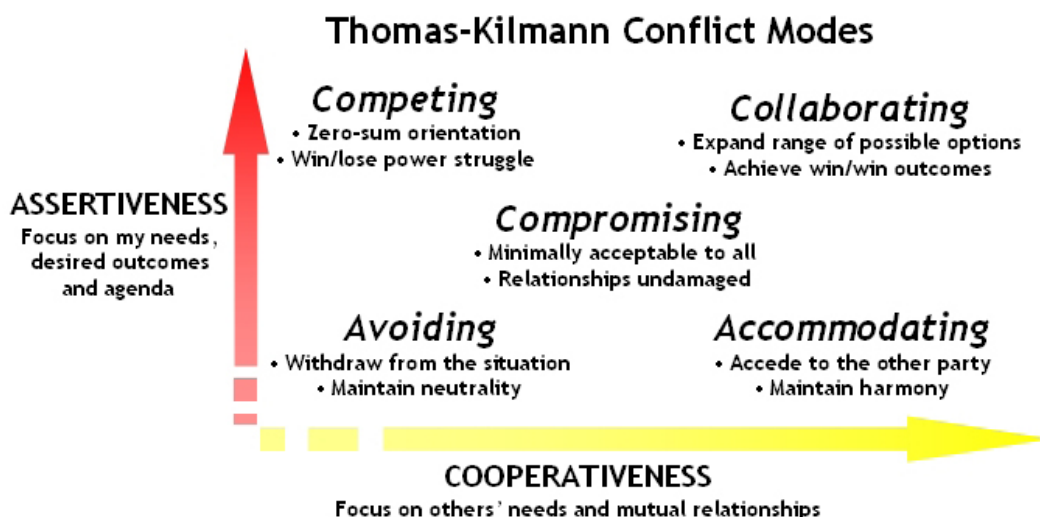 Thomas-Kilmann Conflict Modes
Competing
• Zero-sum orientation
• Win/lose power struggle
Collaborating
• Expand range of possible options
• Achieve win/win outcomes
ASSERTIVENESS
Focus on my needs,
desired outcomes
and agenda
Compromising
• Minimally acceptable to all
• Relationships undamaged
Avoiding
• Withdraw from the situation
• Maintain neutrality
Accommodating
• Accede to the other party
• Maintain harmony
COOPERATIVENESS
Focus on others' needs and mutual relationships